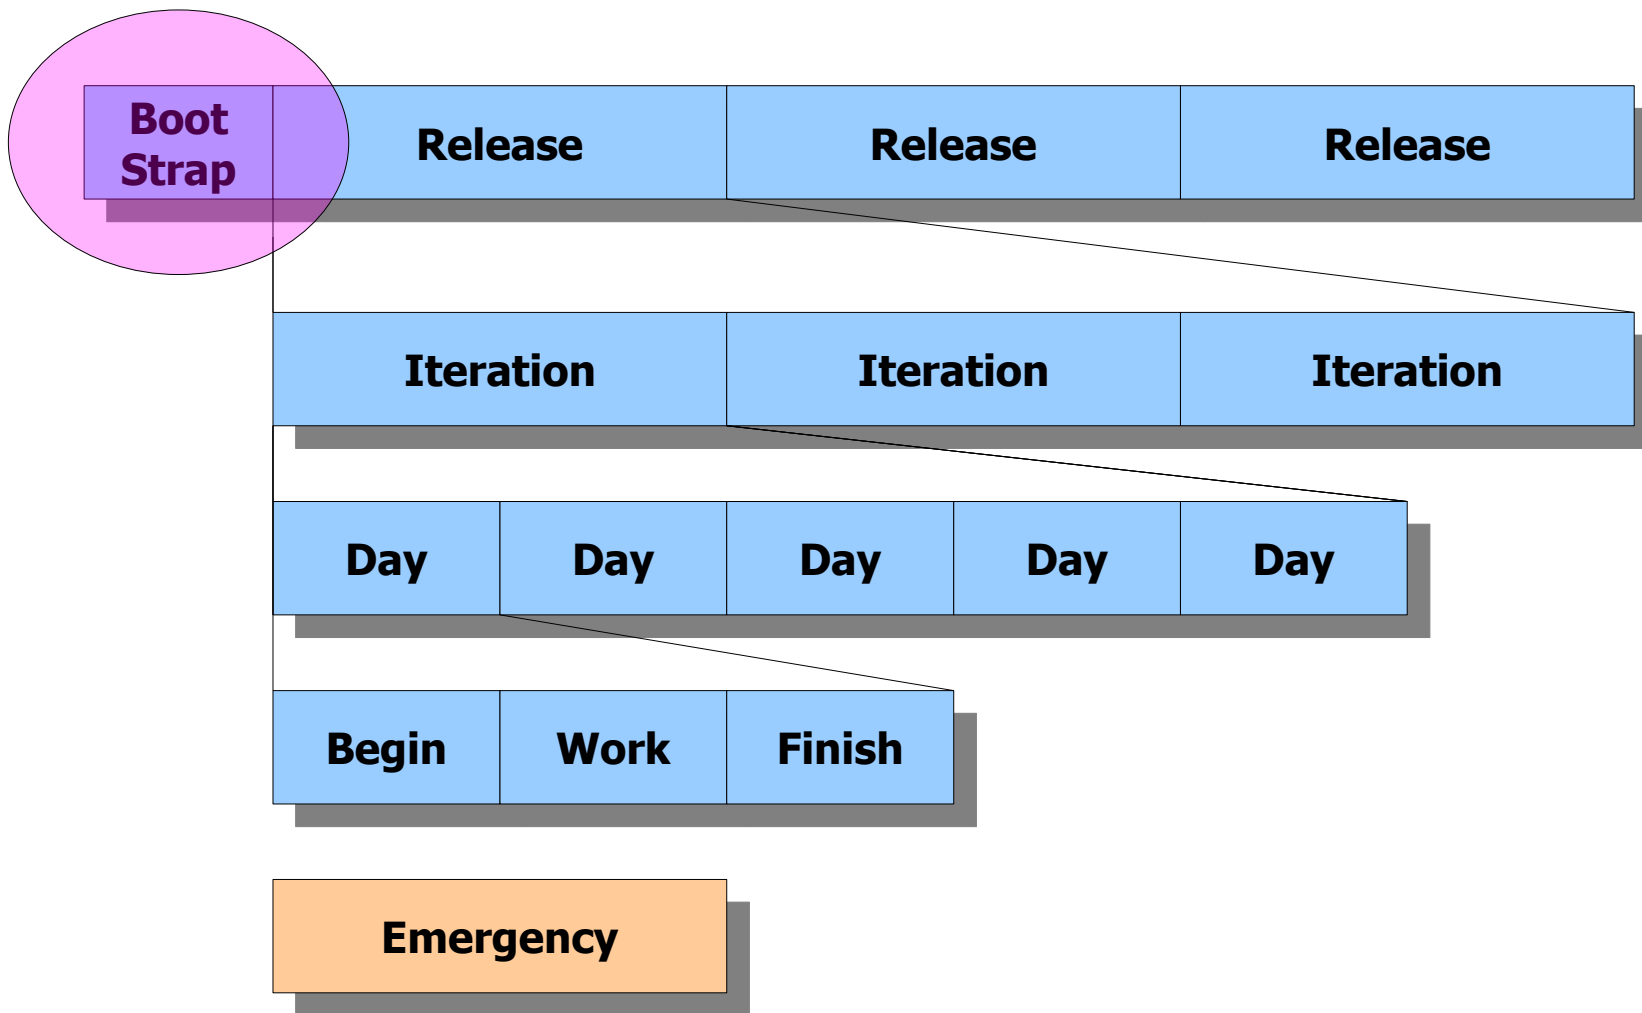 Boot
Strap
Release
Release
Release
Iteration
Iteration
Iteration
Day
Day
Day
Day
Day
Begin
Work
Finish
Emergency